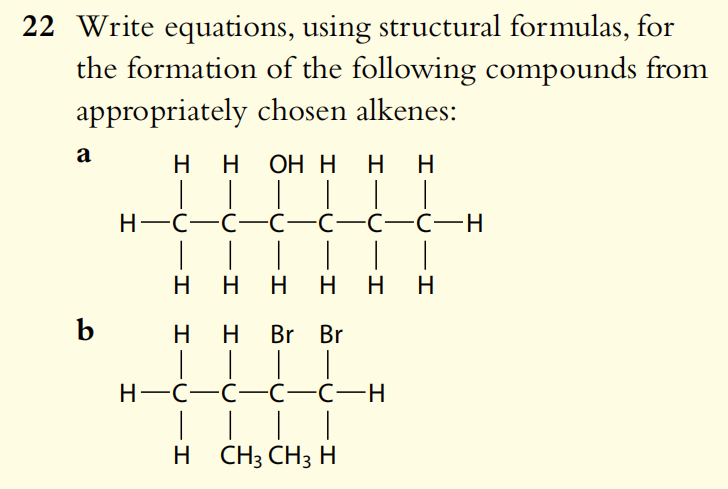 22 Write equations, using structural formulas, for
the formation of the following compounds from
appropriately chosen alkenes:
a
H H OH H H H
H—C—C—C—C—C—C—H
H H H H H H
b
H H Br Br
H—C—C—C—C—H
H CH₃ CH₃ H